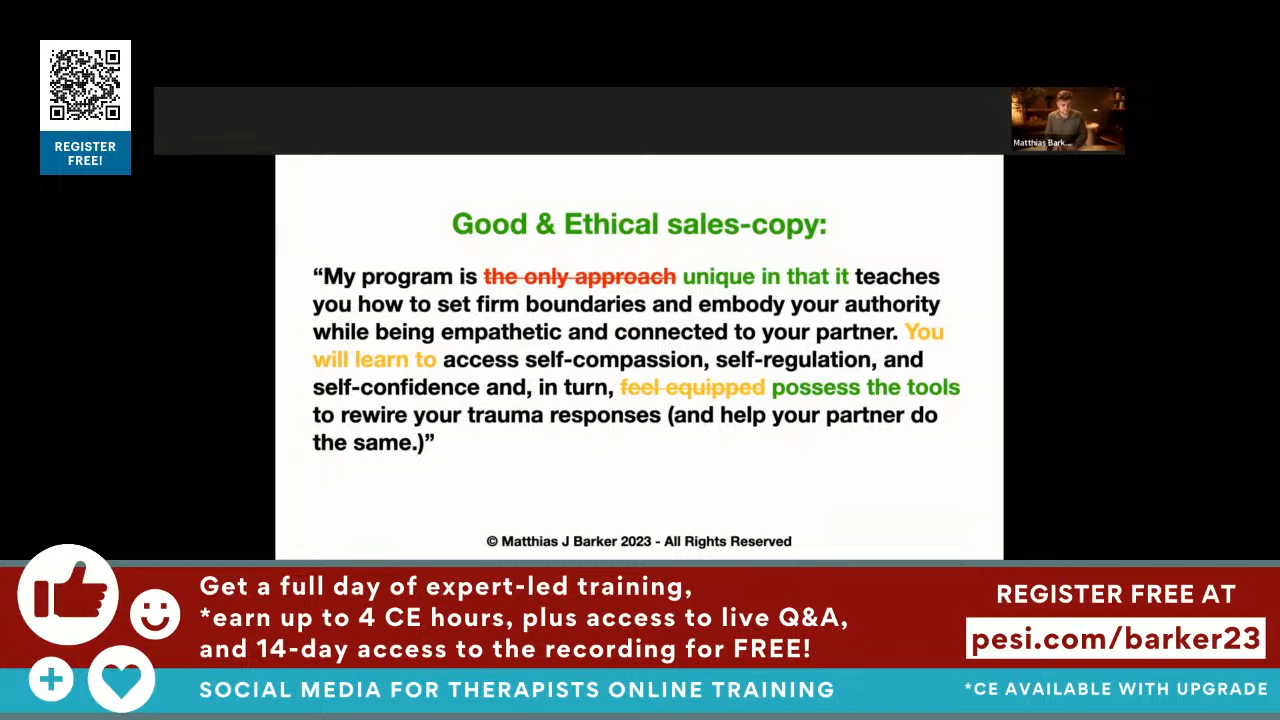 REGISTER
FREE!
Matthias Bark...
Good & Ethical sales-copy:
“My program is the only approach unique in that it teaches
you how to set firm boundaries and embody your authority
while being empathetic and connected to your partner. You
will learn to access self-compassion, self-regulation, and
self-confidence and, in turn, feel equipped possess the tools
to rewire your trauma responses (and help your partner do
the same.)”
© Matthias J Barker 2023 - All Rights Reserved
Get a full day of expert-led training,
*earn up to 4 CE hours, plus access to live Q&A,
and 14-day access to the recording for FREE!
REGISTER FREE AT
pesi.com/barker23
SOCIAL MEDIA FOR THERAPISTS ONLINE TRAINING
*CE AVAILABLE WITH UPGRADE